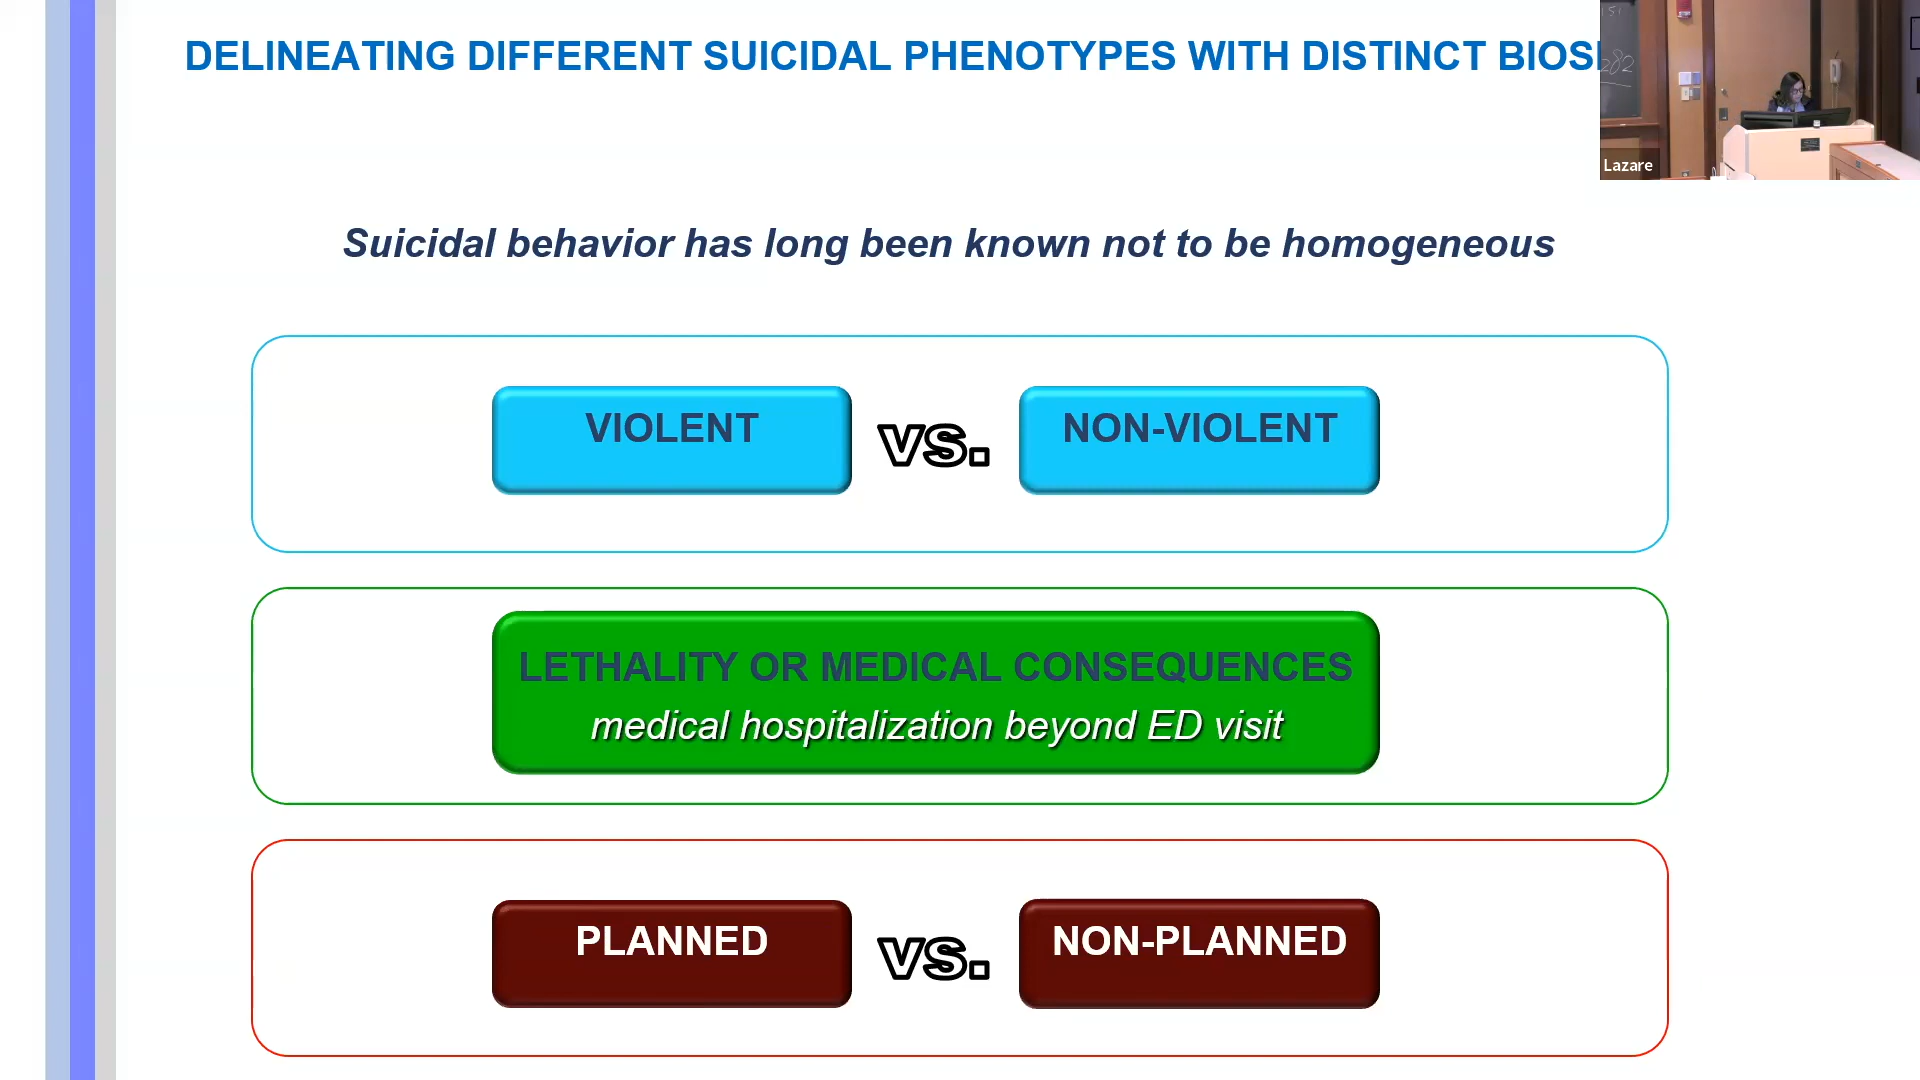 DELINEATING DIFFERENT SUICIDAL PHENOTYPES WITH DISTINCT
Lazare
Suicidal behavior has long been known not to be homogeneous
VIOLENT vs. NON-VIOLENT
LETHALITY OR MEDICAL CONSEQUENCES
medical hospitalization beyond ED visit
PLANNED vs. NON-PLANNED